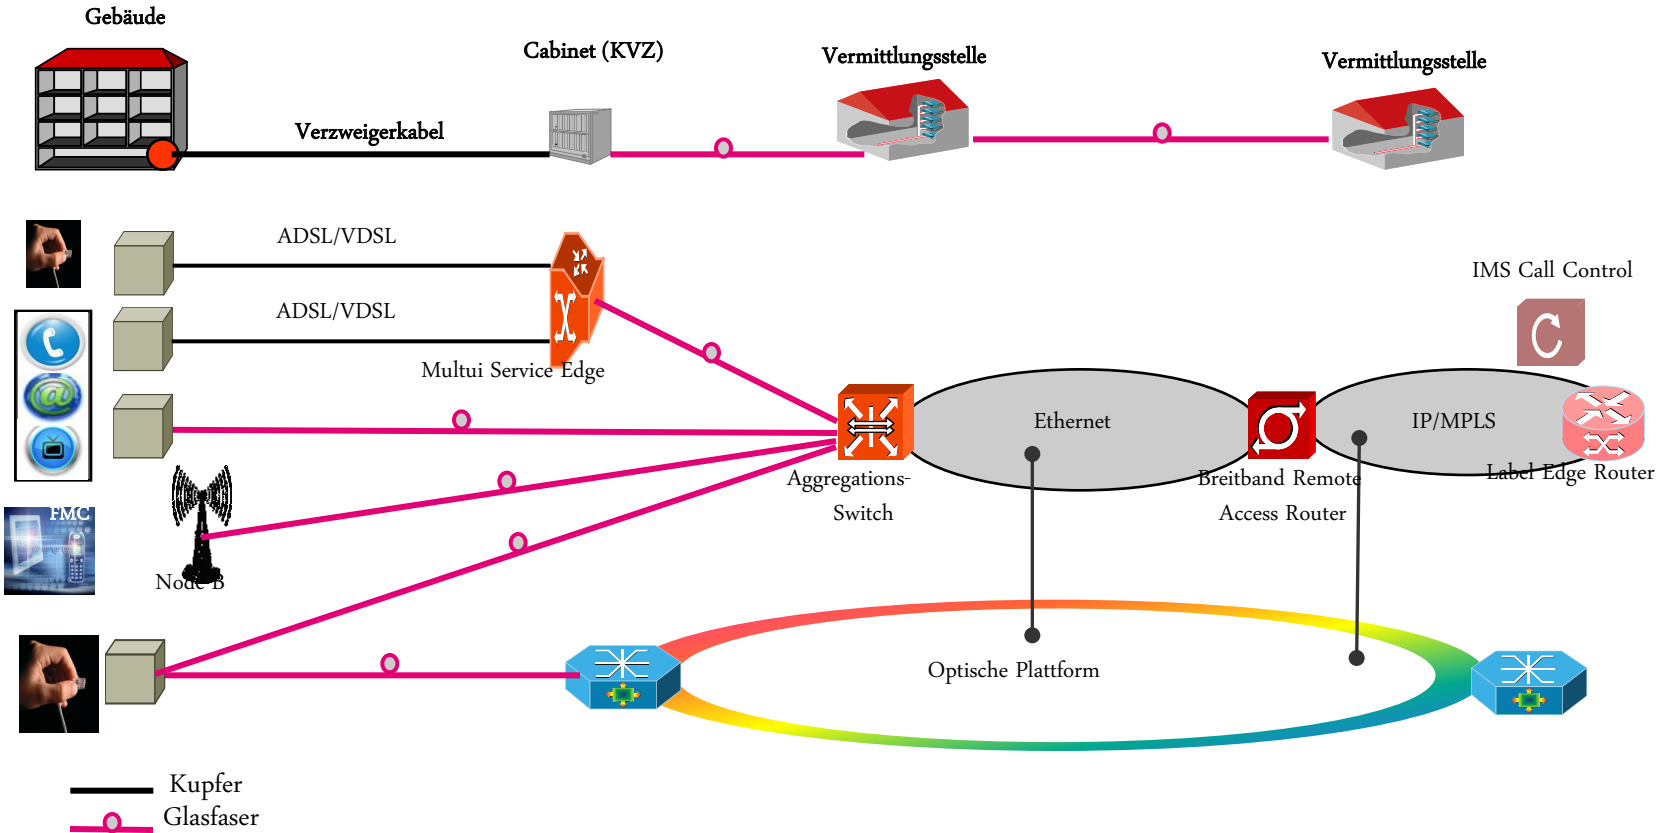 Gebäude
Cabinet (KVZ)
Vermittlungsstelle
Vermittlungsstelle
Verzweigerkabel
ADSL/VDSL
IMS Call Control
ADSL/VDSL
Multui Service Edge
Ethernet
IP/MPLS
Aggregations-
Switch
Breitband Remote
Access Router
Label Edge Router
FMC
Node B
Optische Plattform
Kupfer
Glasfaser